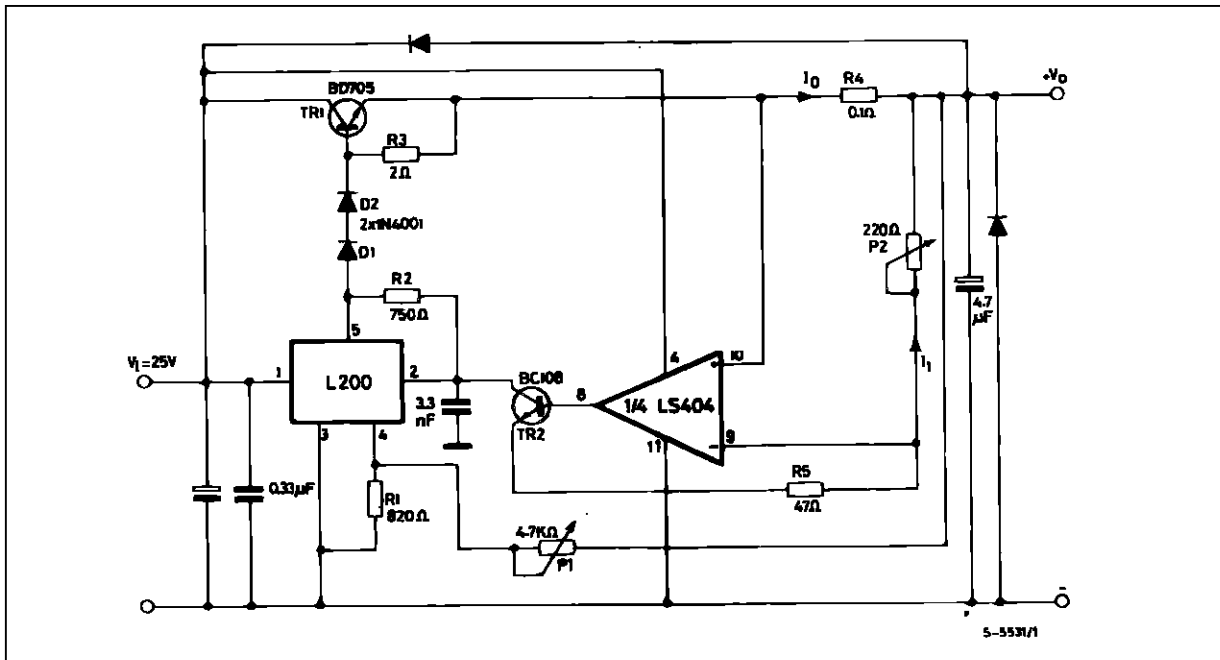 BD705
TR1
I0
R4
0.1Ω
+V0
R3
2Ω
D2
2x1N4001
D1
220Ω
P2
R2
750Ω
4.7
µF
5
VI=25V
I1
4
10
1
L200
2
BC108
8
1/4 LS404
3.3
nF
3
4
TR2
11
9
0.33µF
R1
820Ω
R5
47Ω
4.7KΩ
P1
-
S-5531/1